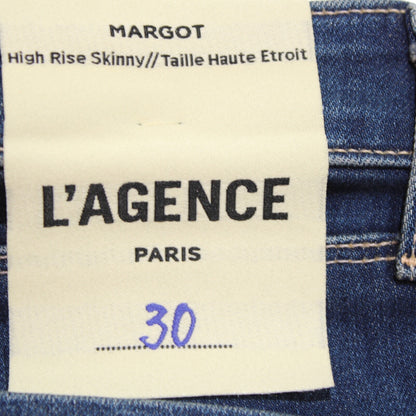 MARGOT
High Rise Skinny//Taille Haute Etroit
L'AGENCE
PARIS
30